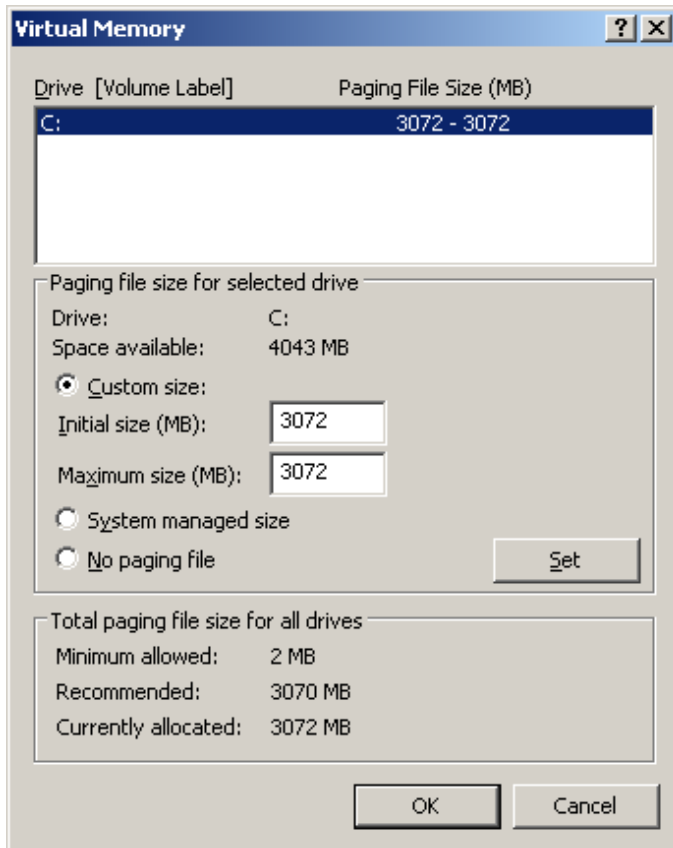 Virtual Memory
Drive [Volume Label] Paging File Size (MB)
C: 3072 - 3072
Paging file size for selected drive
Drive: C:
Space available: 4043 MB
Custom size:
Initial size (MB): 3072
Maximum size (MB): 3072
System managed size
No paging file
Set
Total paging file size for all drives
Minimum allowed: 2 MB
Recommended: 3070 MB
Currently allocated: 3072 MB
OK Cancel